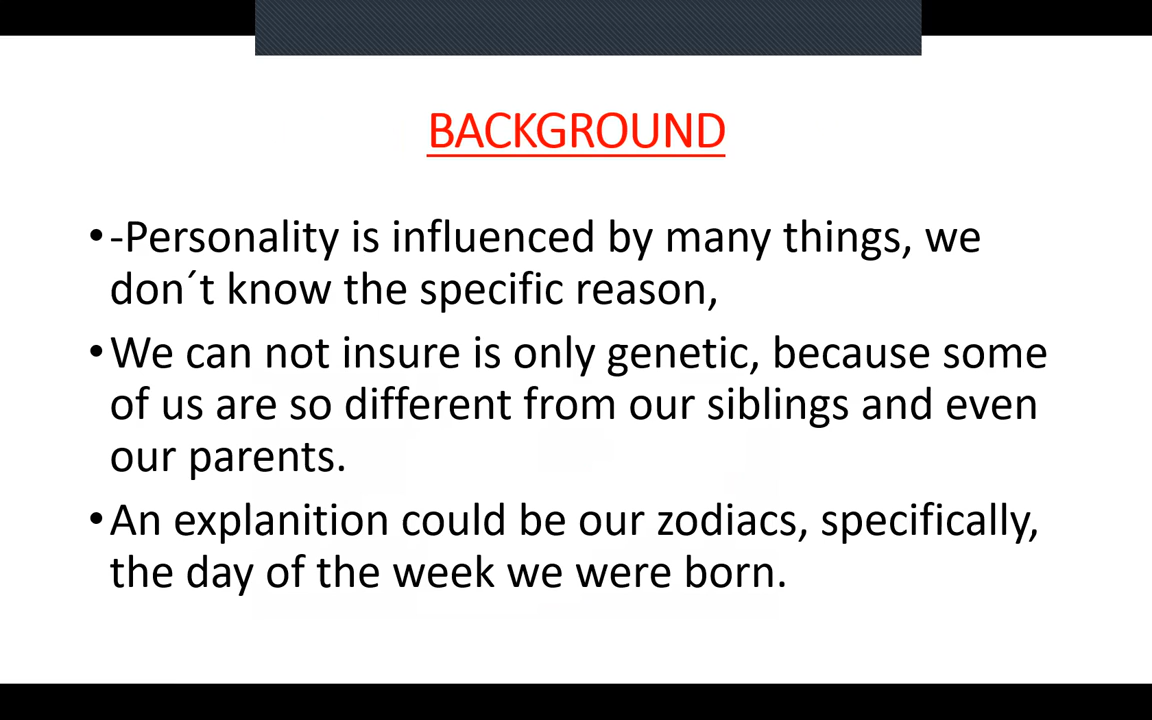 BACKGROUND
•-Personality is influenced by many things, we
don´t know the specific reason,
•We can not insure is only genetic, because some
of us are so different from our siblings and even
our parents.
•An explanition could be our zodiacs, specifically,
the day of the week we were born.